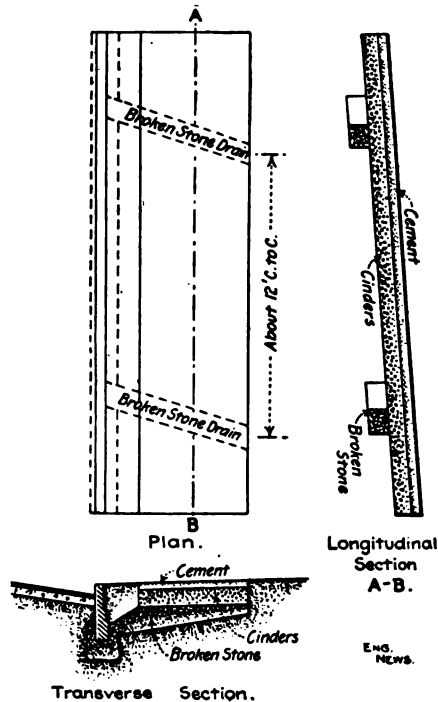 A
Broken Stone Drain
About 12' C. to C.
Broken Stone Drain
B
Plan.
Cement
Cinders
Broken
Stone
Longitudinal
Section
A-B.
Cement
Cinders
Broken Stone
Transverse Section.
ENG.
NEWS.